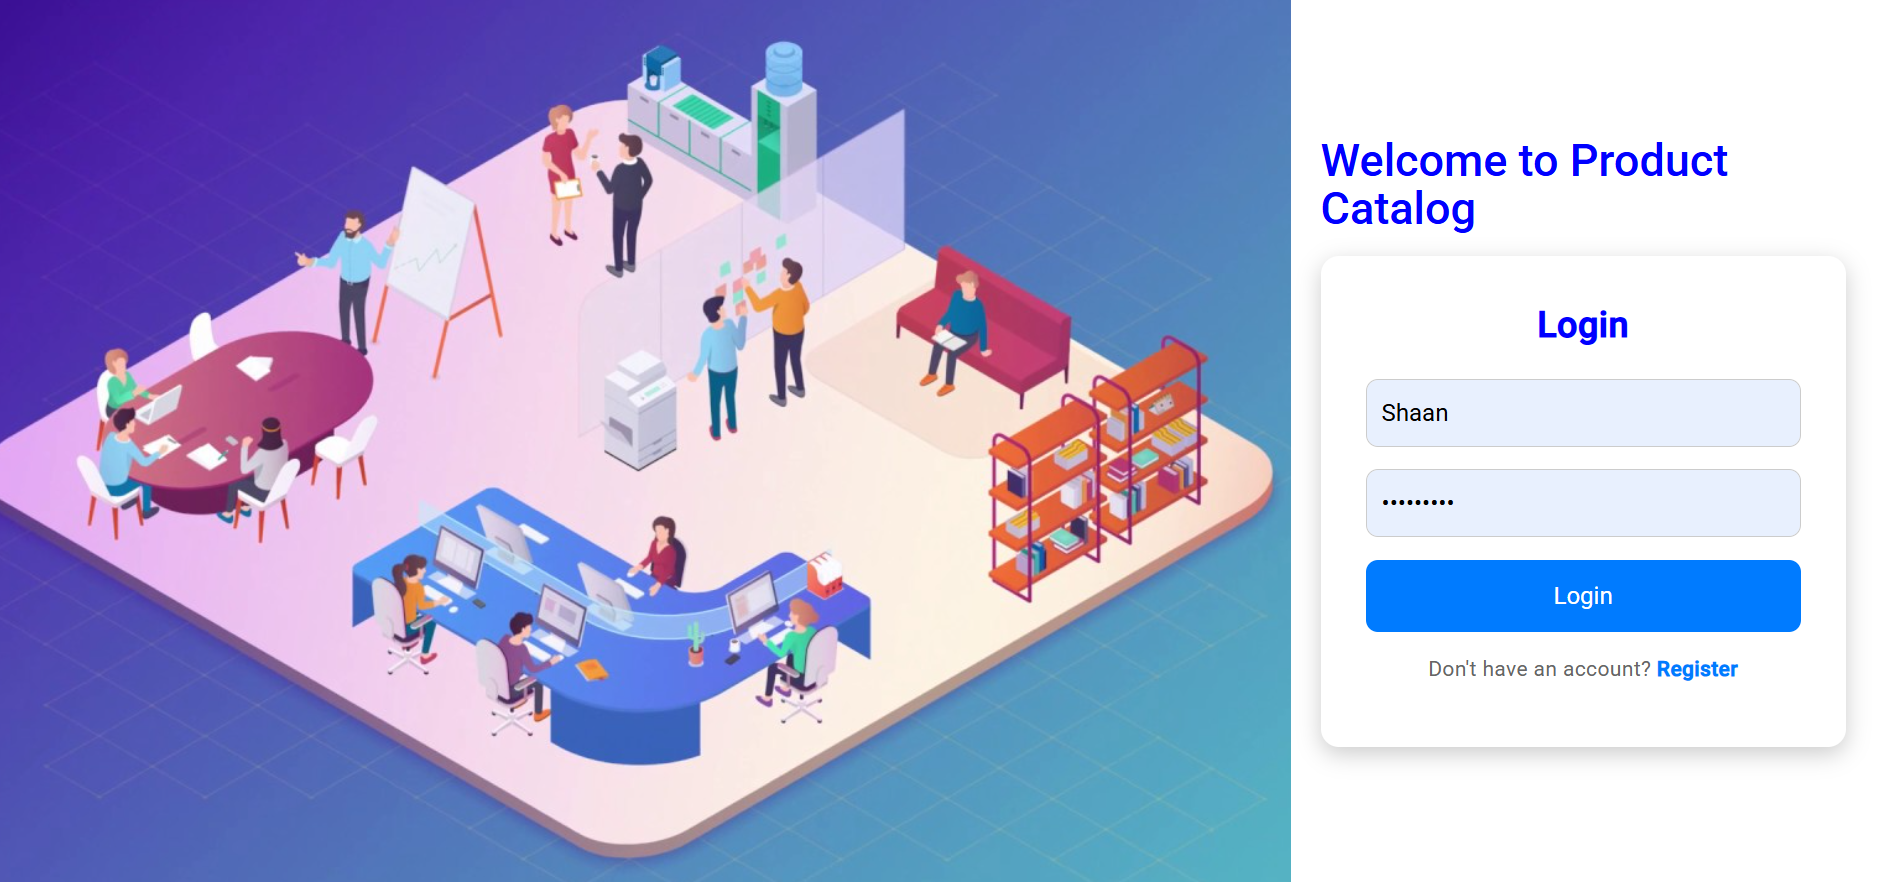 Welcome to Product
Catalog
Login
Shaan
•••••••••
Login
Don't have an account? Register